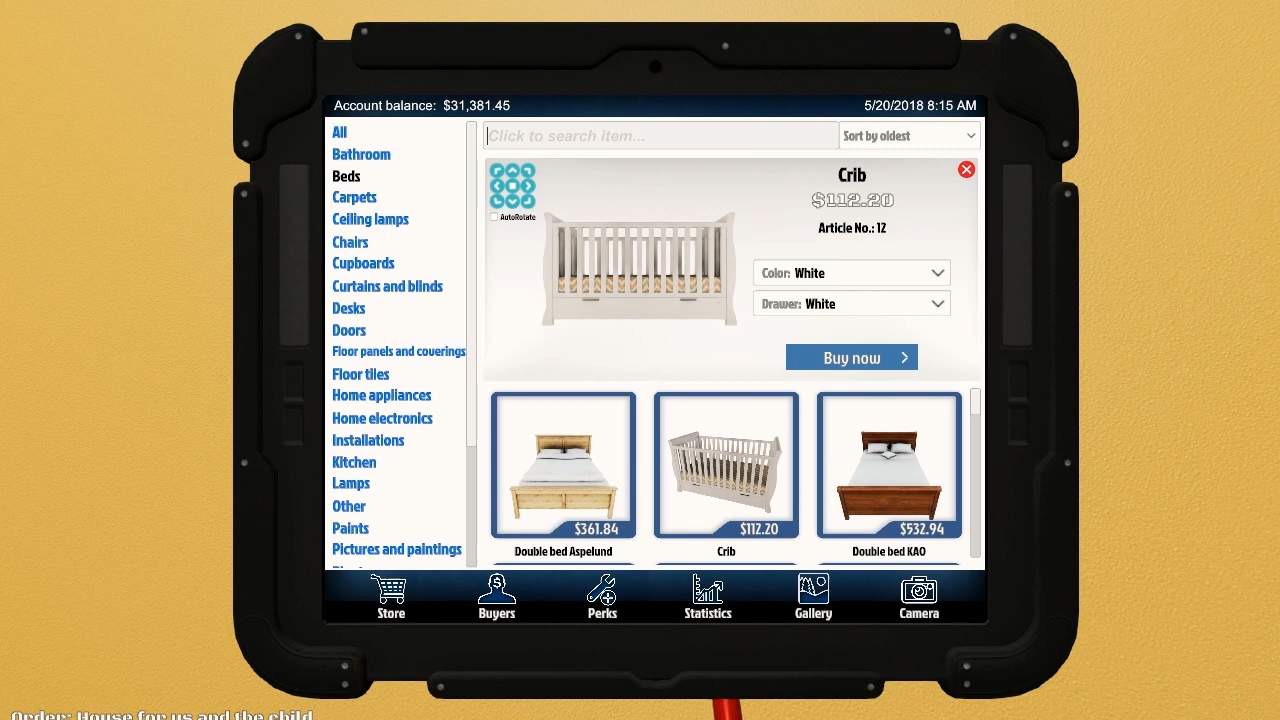 Account balance: $31,381.45
5/20/2018 8:15 AM
All
Bathroom
Beds
Carpets
Ceiling lamps
Chairs
Cupboards
Curtains and blinds
Desks
Doors
Floor panels and coverings
Floor tiles
Home appliances
Home electronics
Installations
Kitchen
Lamps
Other
Paints
Pictures and paintings
Click to search item...
Sort by oldest
AutoRotate
Crib
$112.20
Article No.: 12
Color: White
Drawer: White
Buy now
$361.84
$112.20
$532.94
Double bed Aspelund
Crib
Double bed KAO
Store
Buyers
Perks
Statistics
Gallery
Camera
Order: House for us and the child